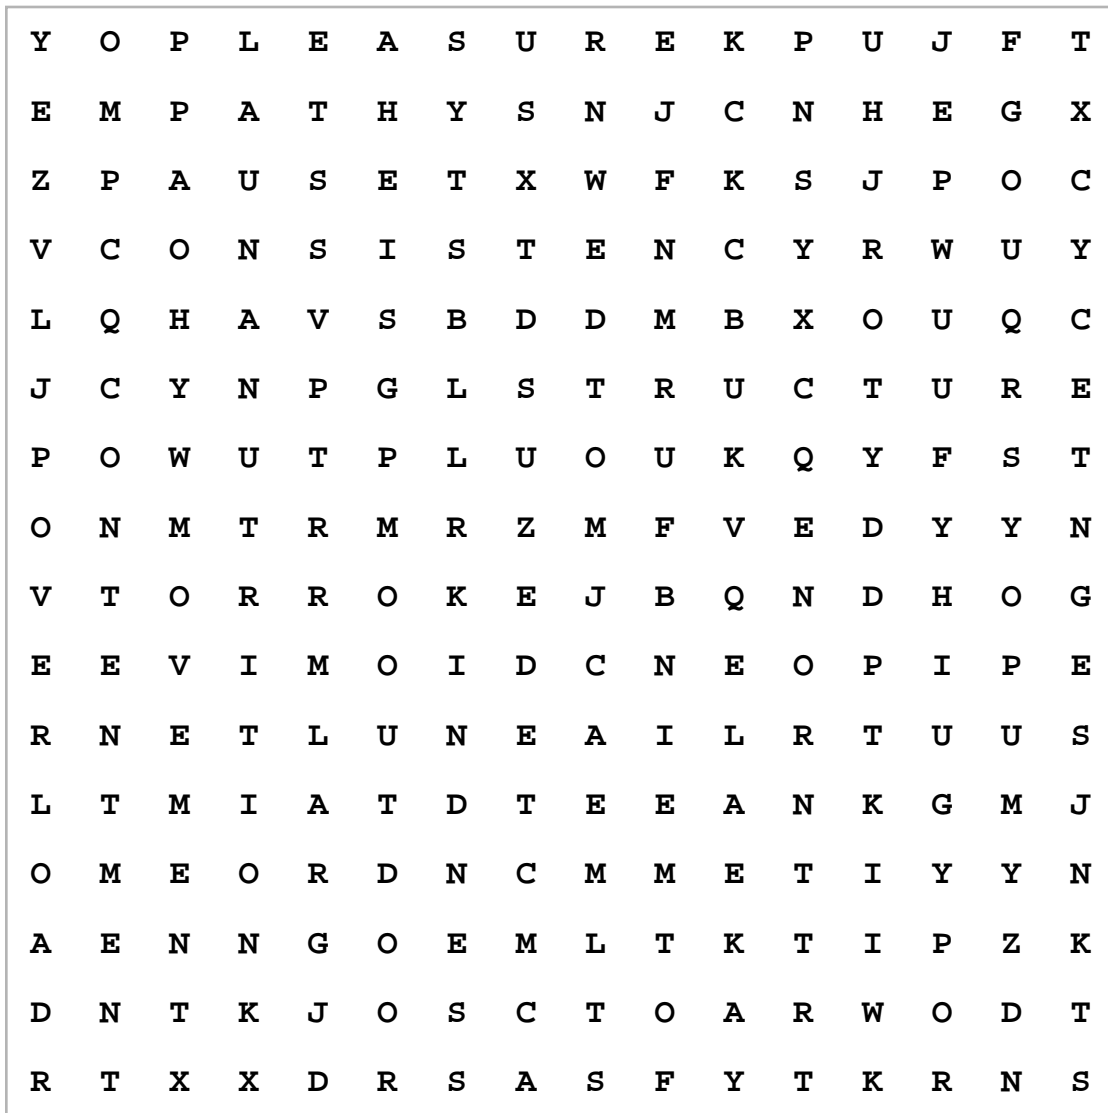 Y O P L E A S U R E K P U J F T
E M P A T H Y S N J C N H E G X
Z P A U S E T X W F K S J P O C
V C O N S I S T E N C Y R W U Y
L Q H A V S B D D M B X O U Q C
J C Y N P G L S T R U C T U R E
P O W U T P L U O U K Q Y F S T
O N M T R M R Z M F V E D Y Y N
V T O R R O K E J B Q N D H O G
E E V I M O I D C N E O P I P E
R N E T L U N E A I L R T U U S
L T M I A T D T E E A N K G M J
O M E O R D N C M M E T I Y Y N
A E N N G O E M L T K T I P Z K
D N T K J O S C T O A R W O D T
R T X X D R S A S F Y T K R N S